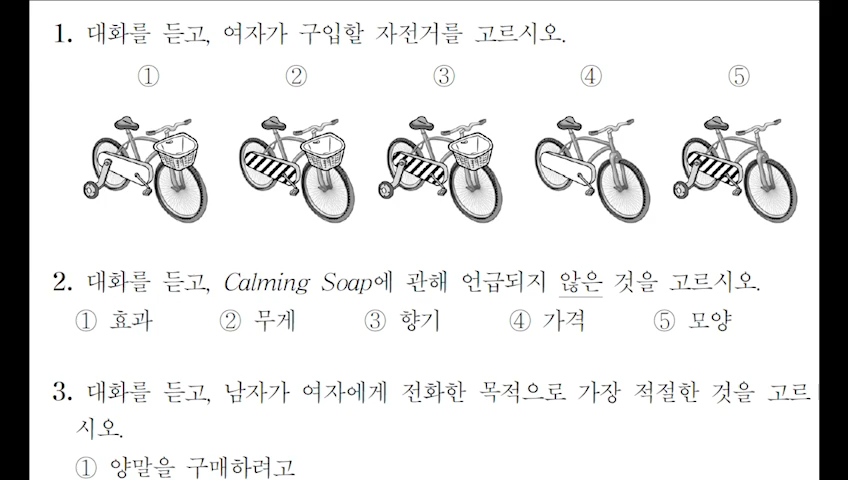 1. 대화를 듣고, 여자가 구입할 자전거를 고르시오.
① ② ③ ④ ⑤
2. 대화를 듣고, Calming Soap에 관해 언급되지 않은 것을 고르시오.
① 효과 ② 무게 ③ 향기 ④ 가격 ⑤ 모양
3. 대화를 듣고, 남자가 여자에게 전화한 목적으로 가장 적절한 것을 고르
시오.
① 양말을 구매하려고